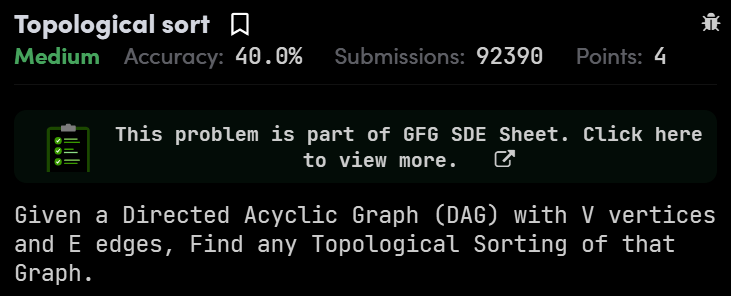 Topological sort
Medium Accuracy: 40.0% Submissions: 92390 Points: 4
This problem is part of GFG SDE Sheet. Click here
to view more.
Given a Directed Acyclic Graph (DAG) with V vertices
and E edges, Find any Topological Sorting of that
Graph.